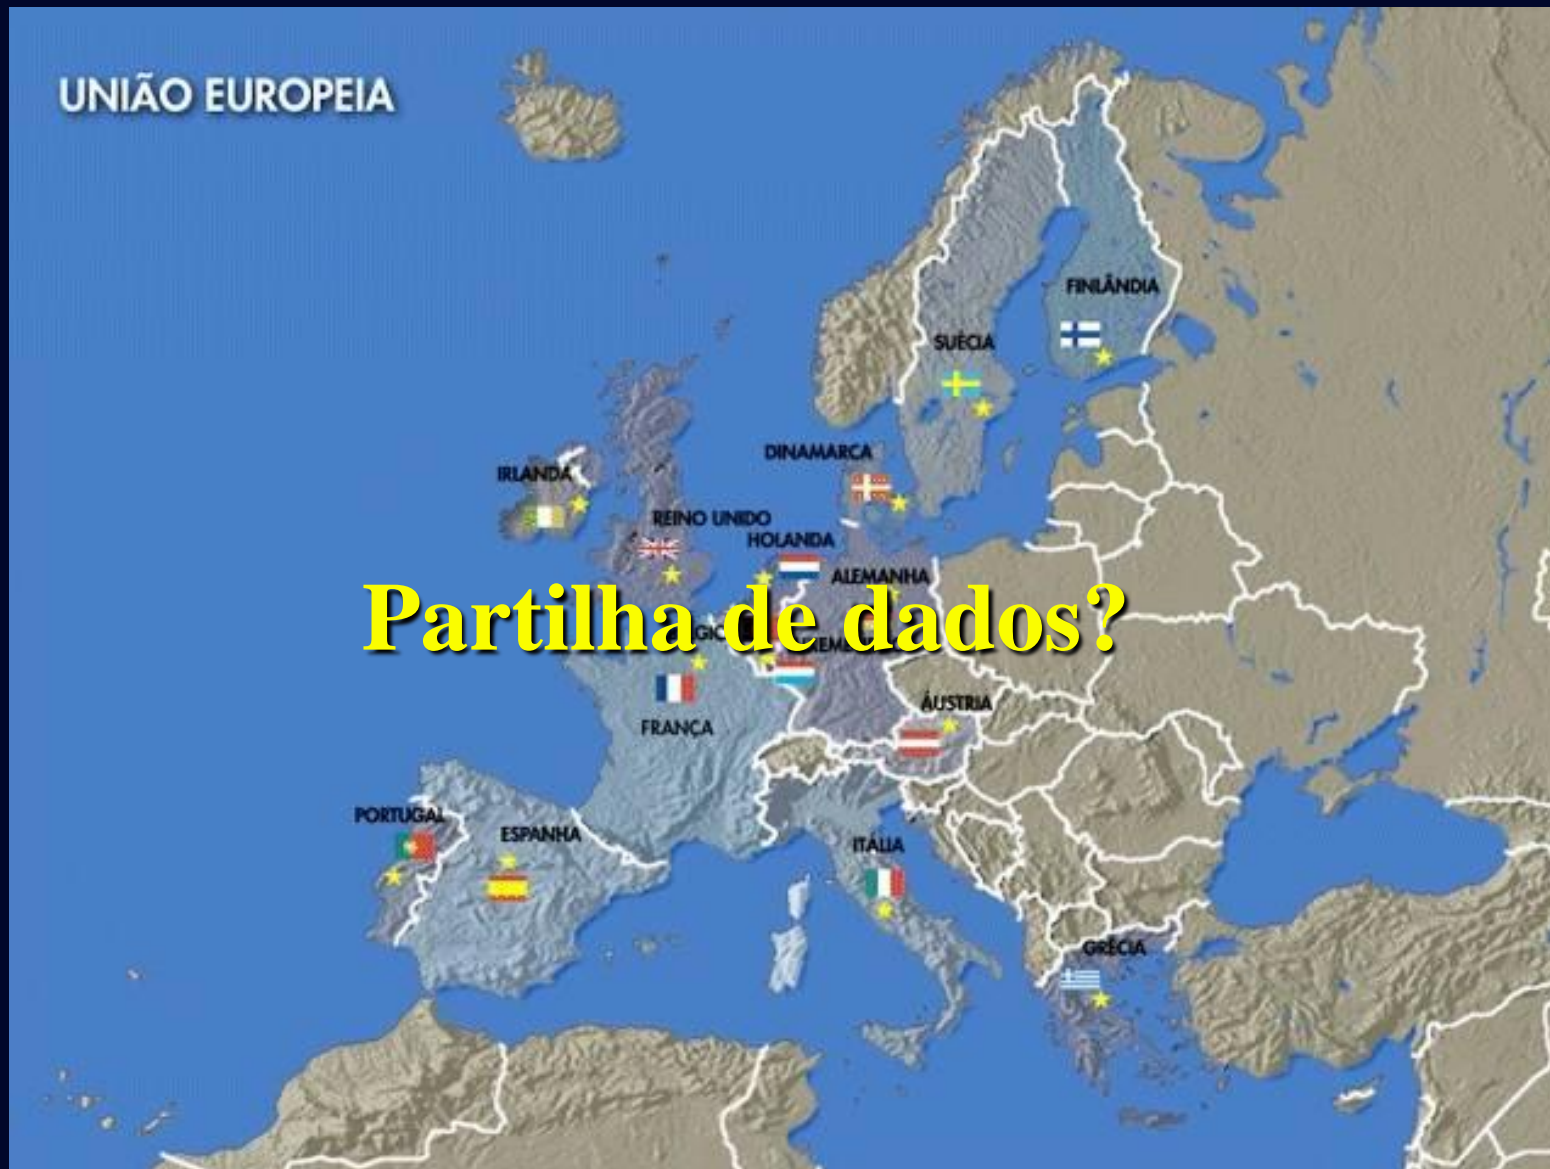 UNIÃO EUROPEIA
FINLÂNDIA
SUÉCIA
DINAMARCA
IRLANDA
REINO UNIDO
HOLANDA
ALEMANHA
Partilha de dados?
ÁUSTRIA
FRANÇA
PORTUGAL
ESPANHA
ITÁLIA
GRÉCIA